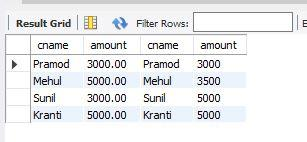 Result Grid Filter Rows: E
cname amount cname amount
Pramod 3000.00 Pramod 3000
Mehul 5000.00 Mehul 3500
Sunil 3000.00 Sunil 5000
Kranti 5000.00 Kranti 5000